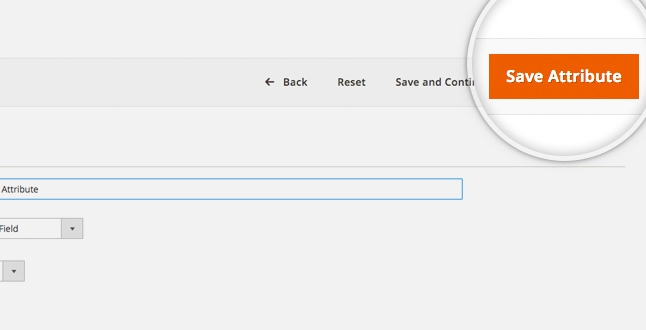 Back Reset Save and Conti
Save Attribute
Attribute
Field